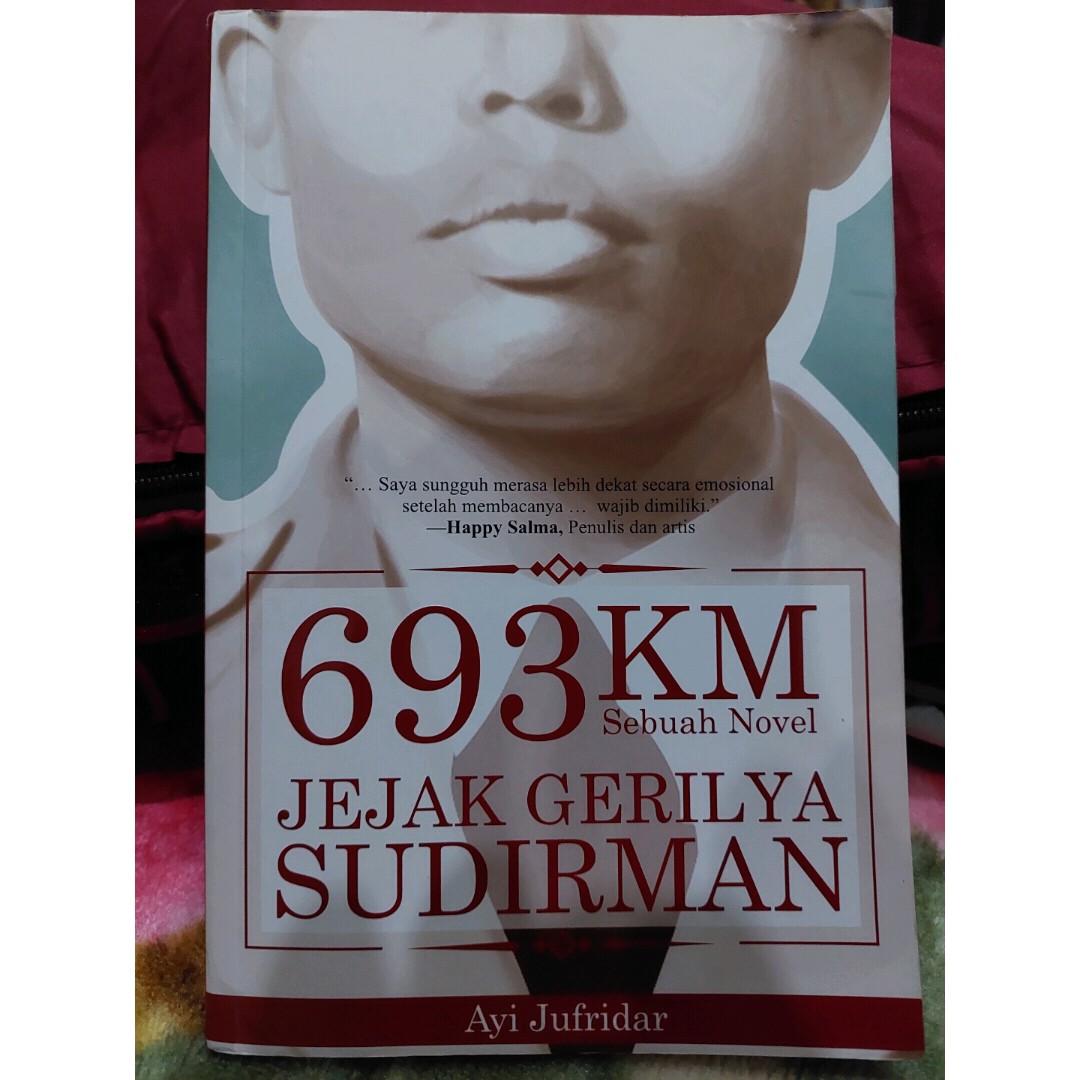 “... Saya sungguh merasa lebih dekat secara emosional
setelah membacanya ... wajib dimiliki.”
—Happy Salma, Penulis dan artis
693KM
Sebuah Novel
JEJAK GERILYA
SUDIRMAN
Ayi Jufridar